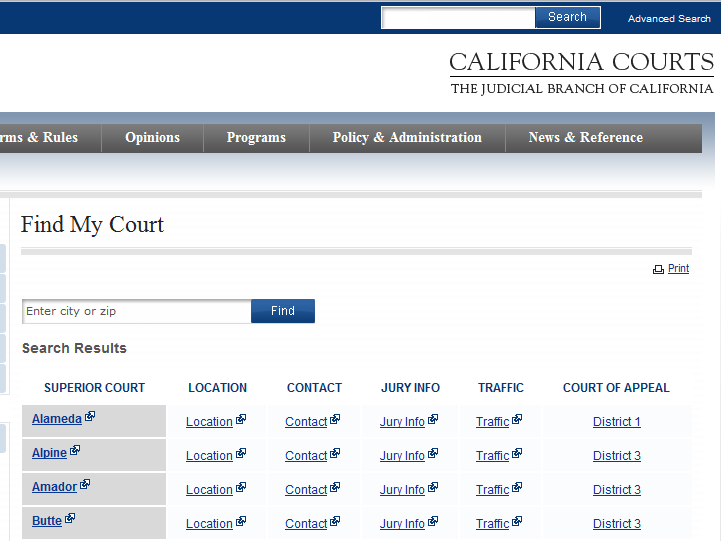 Search Advanced Search
CALIFORNIA COURTS
THE JUDICIAL BRANCH OF CALIFORNIA
rms & Rules Opinions Programs Policy & Administration News & Reference
Find My Court
Print
Enter city or zip Find
Search Results
SUPERIOR COURT LOCATION CONTACT JURY INFO TRAFFIC COURT OF APPEAL
Alameda Location Contact Jury Info Traffic District 1
Alpine Location Contact Jury Info Traffic District 3
Amador Location Contact Jury Info Traffic District 3
Butte Location Contact Jury Info Traffic District 3